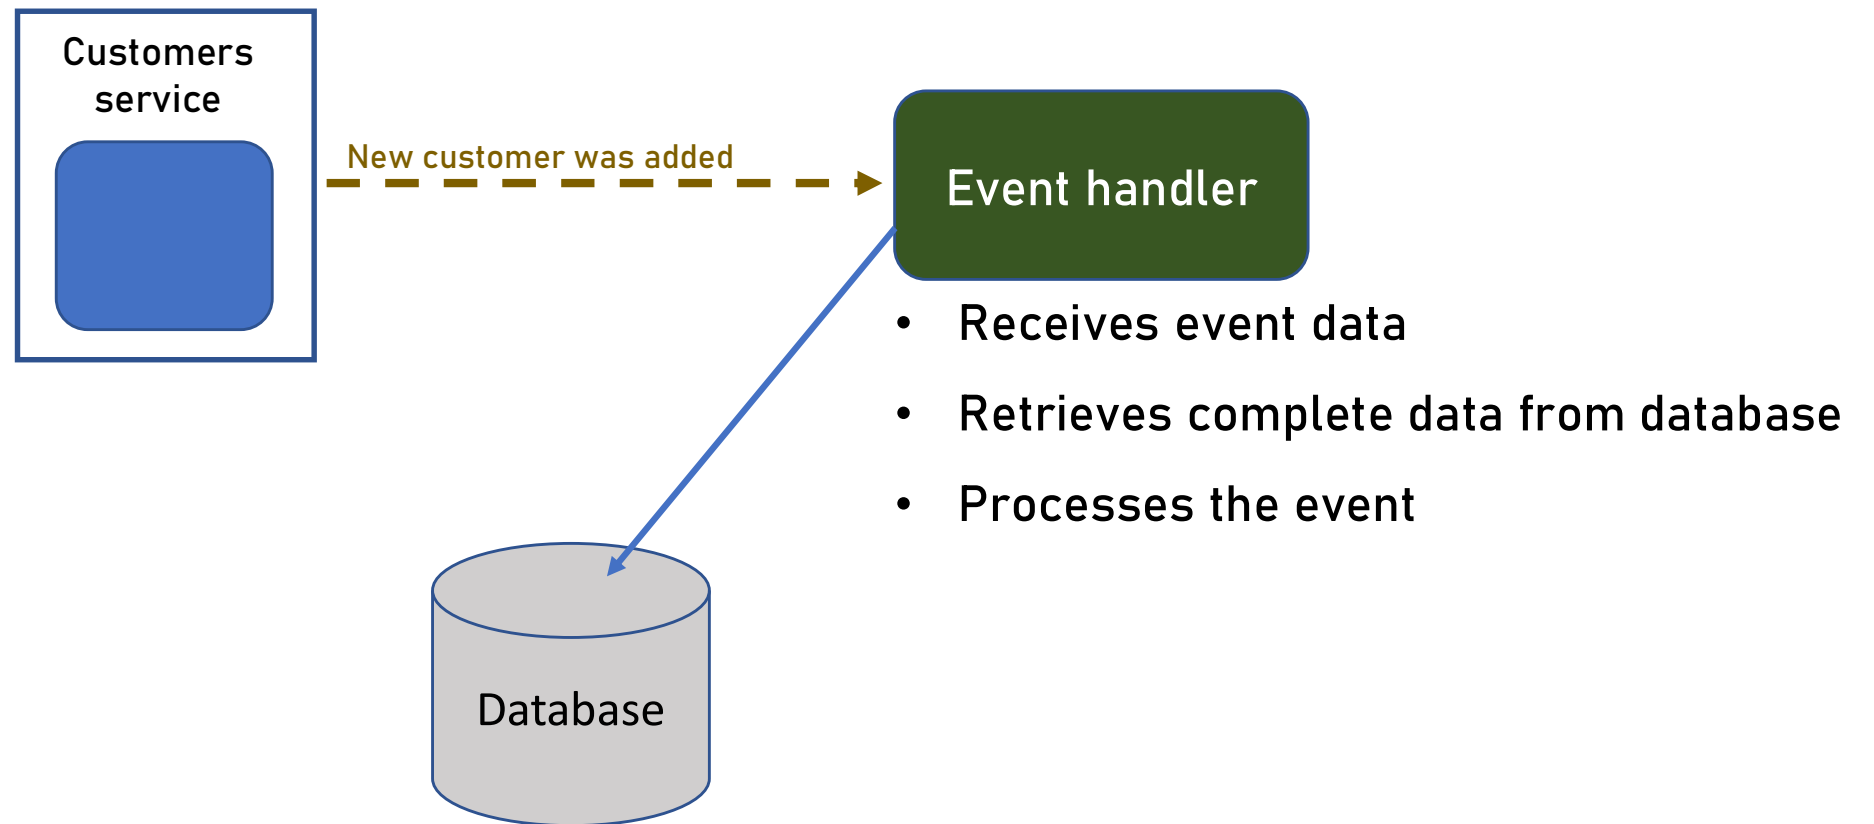 Customers
service
New customer was added
Event handler
• Receives event data
• Retrieves complete data from database
• Processes the event
Database